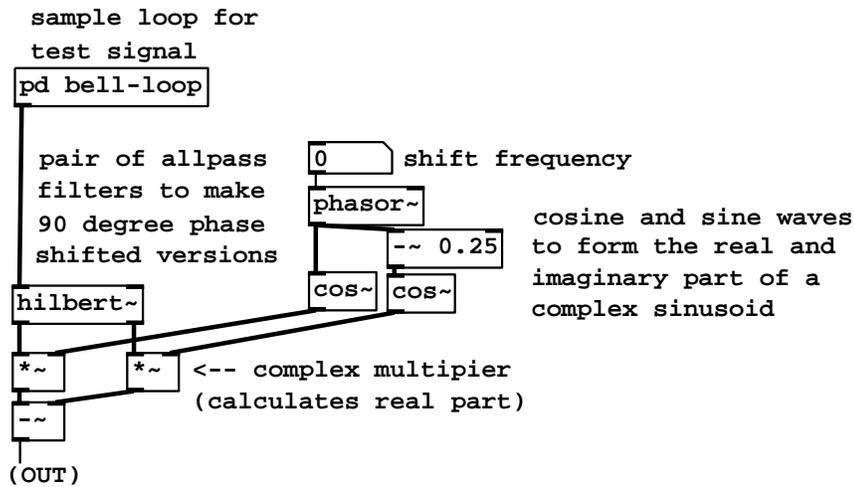 sample loop for
test signal
pd bell-loop
pair of allpass
filters to make
90 degree phase
shifted versions
0
shift frequency
phasor~
-~ 0.25
cos~
cos~
cosine and sine waves
to form the real and
imaginary part of a
complex sinusoid
hilbert~
*~
*~
<-- complex multipier
(calculates real part)
-~
(OUT)